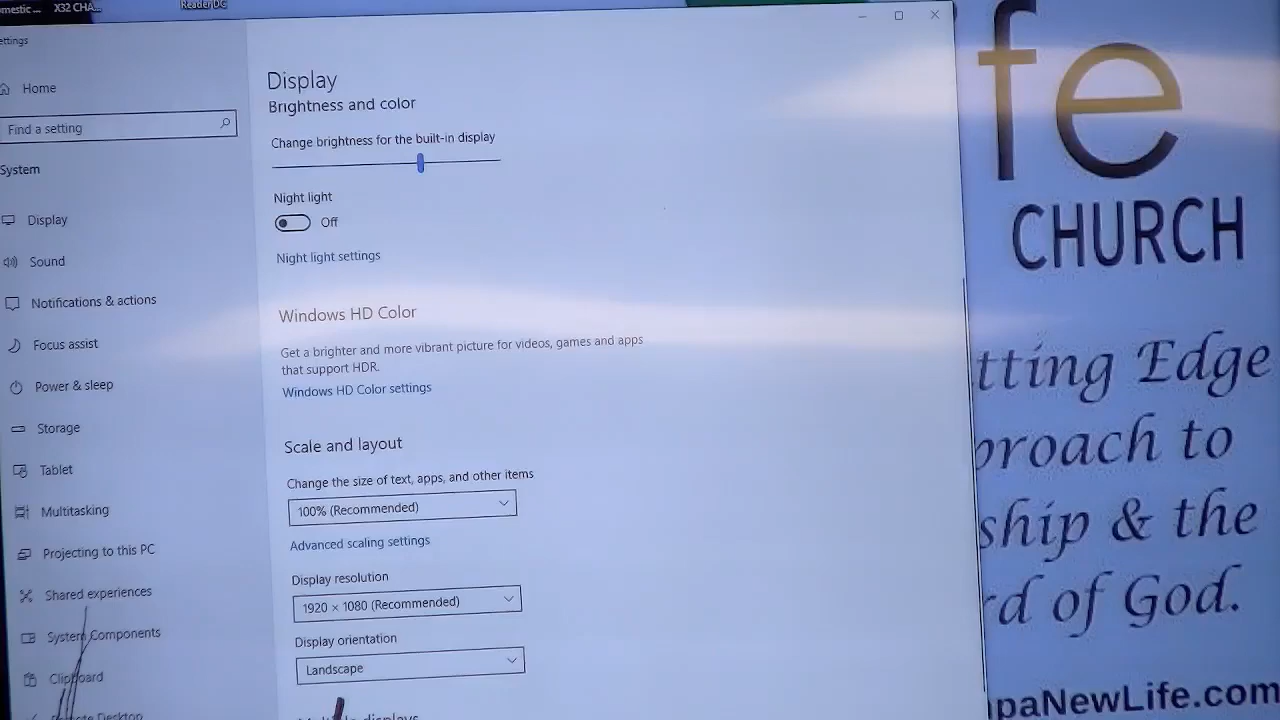 X32 CHA...
Reader DC
Home
Find a setting
System
Display
Sound
Notifications & actions
Focus assist
Power & sleep
Storage
Tablet
Multitasking
Projecting to this PC
Shared experiences
System Components
Clipboard
Display
Brightness and color
Change brightness for the built-in display
Night light
Off
Night light settings
Windows HD Color
Get a brighter and more vibrant picture for videos, games and apps
that support HDR.
Windows HD Color settings
Scale and layout
Change the size of text, apps, and other items
100% (Recommended)
Advanced scaling settings
Display resolution
1920 × 1080 (Recommended)
Display orientation
Landscape
fe
CHURCH
tting Edge
proach to
ship & the
rd of God.
paNewLife.com